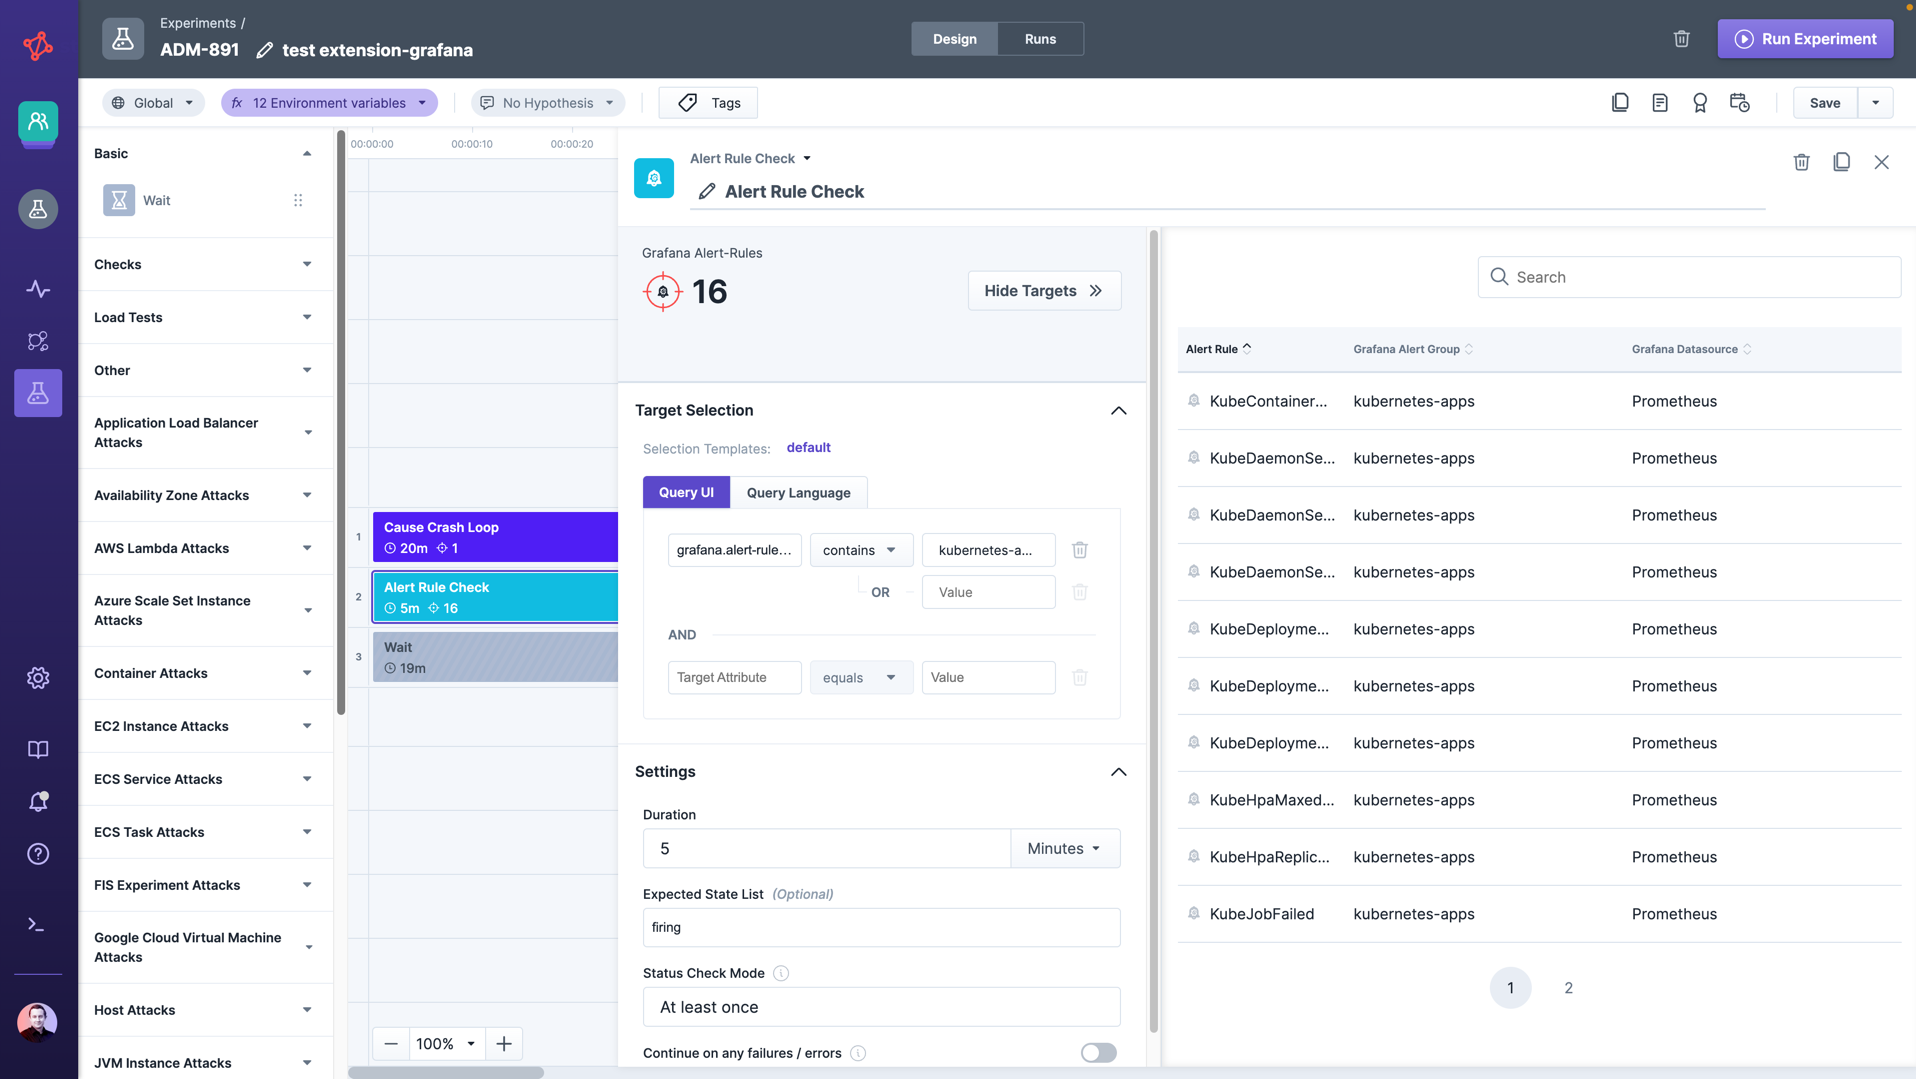 Experiments /
ADM-891 test extension-grafana
Design Runs
Run Experiment
Global
fx 12 Environment variables
No Hypothesis
Tags
Save
Basic
Wait
Checks
Load Tests
Other
Application Load Balancer
Attacks
Availability Zone Attacks
AWS Lambda Attacks
Azure Scale Set Instance
Attacks
Container Attacks
EC2 Instance Attacks
ECS Service Attacks
ECS Task Attacks
FIS Experiment Attacks
Google Cloud Virtual Machine
Attacks
Host Attacks
JVM Instance Attacks
00:00:00 00:00:10 00:00:20
1
Cause Crash Loop
20m 1
2
Alert Rule Check
5m 16
3
Wait
19m
100%
Alert Rule Check
Alert Rule Check
Grafana Alert-Rules
16
Hide Targets
Target Selection
Selection Templates: default
Query UI Query Language
grafana.alert-rule... contains kubernetes-a...
OR Value
AND
Target Attribute equals Value
Settings
Duration
5 Minutes
Expected State List (Optional)
firing
Status Check Mode
At least once
Continue on any failures / errors
Search
Alert Rule Grafana Alert Group Grafana Datasource
KubeContainer... kubernetes-apps Prometheus
KubeDaemonSe... kubernetes-apps Prometheus
KubeDaemonSe... kubernetes-apps Prometheus
KubeDaemonSe... kubernetes-apps Prometheus
KubeDeployme... kubernetes-apps Prometheus
KubeDeployme... kubernetes-apps Prometheus
KubeDeployme... kubernetes-apps Prometheus
KubeHpaMaxed... kubernetes-apps Prometheus
KubeHpaReplic... kubernetes-apps Prometheus
KubeJobFailed kubernetes-apps Prometheus
1 2